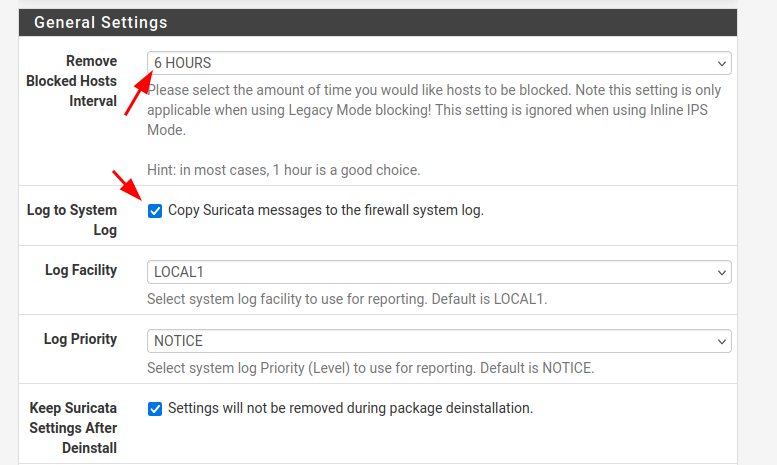 General Settings
Remove
Blocked Hosts
Interval
6 HOURS
Please select the amount of time you would like hosts to be blocked. Note this setting is only
applicable when using Legacy Mode blocking! This setting is ignored when using Inline IPS
Mode.
Hint: in most cases, 1 hour is a good choice.
Log to System
Log
Copy Suricata messages to the firewall system log.
Log Facility
LOCAL1
Select system log facility to use for reporting. Default is LOCAL1.
Log Priority
NOTICE
Select system log Priority (Level) to use for reporting. Default is NOTICE.
Keep Suricata
Settings After
Deinstall
Settings will not be removed during package deinstallation.